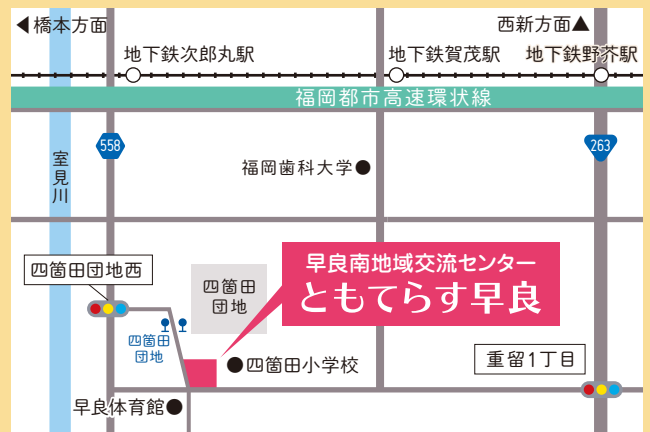 ◀橋本方面
西新方面▲
地下鉄次郎丸駅
地下鉄賀茂駅
地下鉄野芥駅
福岡都市高速環状線
558
263
室見川
福岡歯科大学●
早良南地域交流センター
ともてらす早良
四箇田団地西
四箇田
団地
四箇田
団地
●四箇田小学校
重留1丁目
早良体育館●